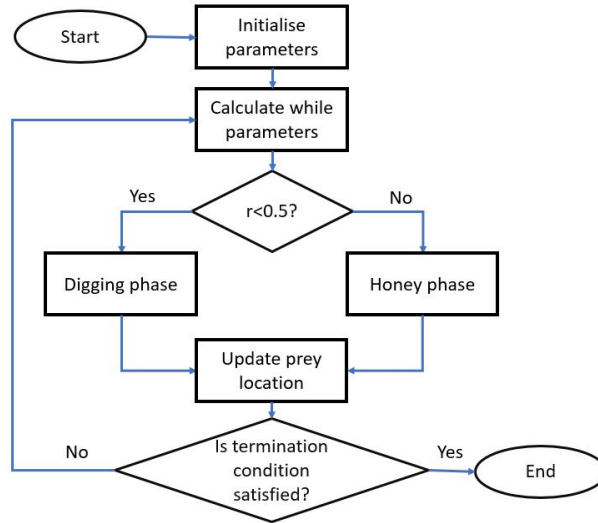 Start
Initialise
parameters
Calculate while
parameters
Yes
r<0.5?
No
Digging phase
Honey phase
Update prey
location
No
Is termination
condition
satisfied?
Yes
End